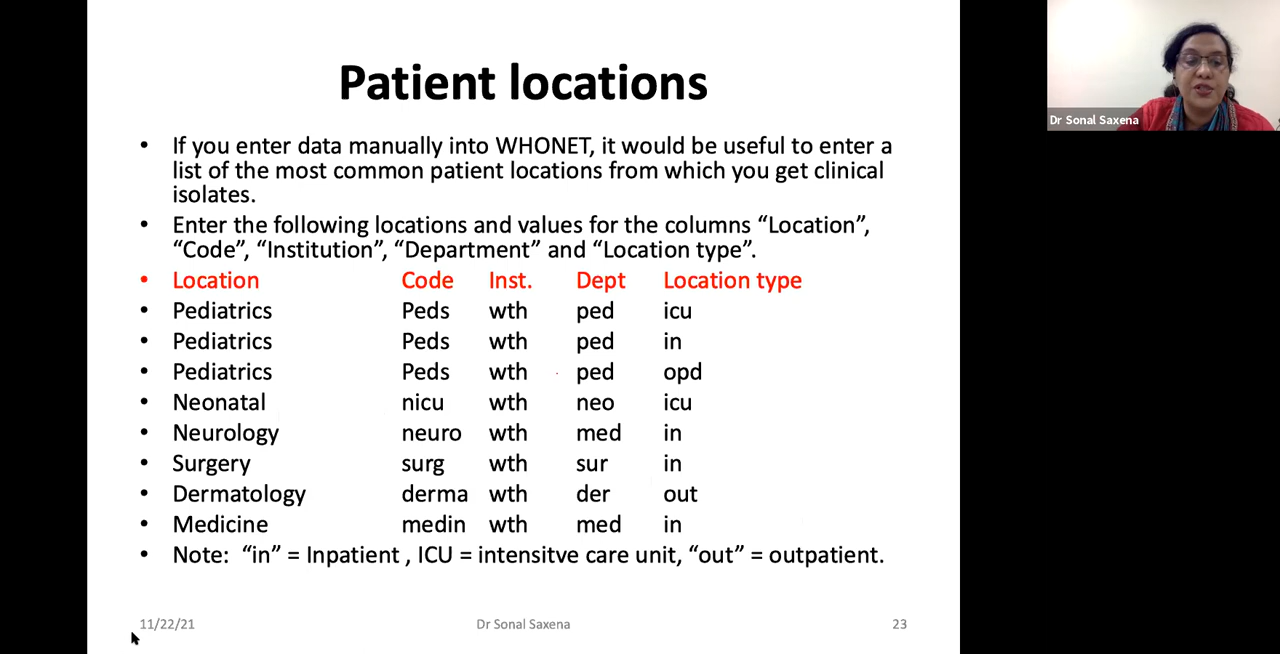 Patient locations
• If you enter data manually into WHONET, it would be useful to enter a
list of the most common patient locations from which you get clinical
isolates.
• Enter the following locations and values for the columns “Location”,
“Code”, “Institution”, “Department” and “Location type”.
• Location Code Inst. Dept Location type
• Pediatrics Peds wth ped icu
• Pediatrics Peds wth ped in
• Pediatrics Peds wth ped opd
• Neonatal nicu wth neo icu
• Neurology neuro wth med in
• Surgery surg wth sur in
• Dermatology derma wth der out
• Medicine medin wth med in
• Note: “in” = Inpatient , ICU = intensitve care unit, “out” = outpatient.
11/22/21 Dr Sonal Saxena 23
Dr Sonal Saxena